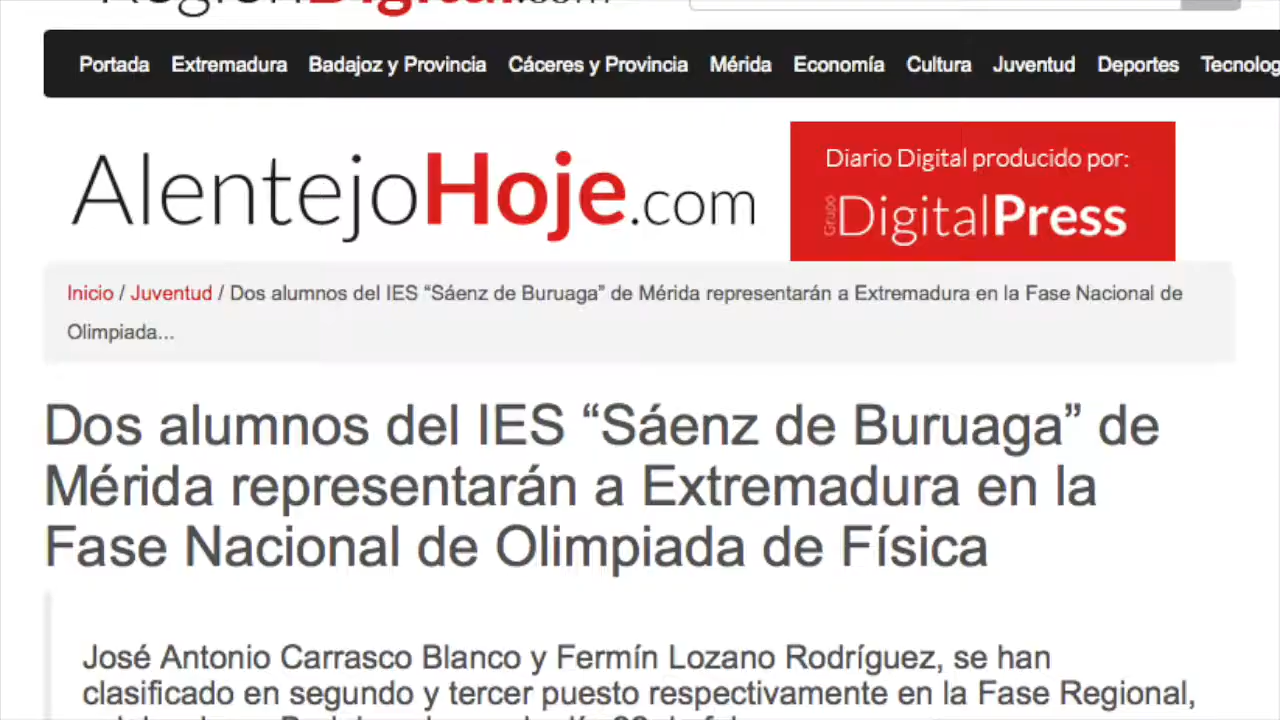 RegiónDigital.com
Portada Extremadura Badajoz y Provincia Cáceres y Provincia Mérida Economía Cultura Juventud Deportes Tecnolog
AlentejoHoje.com
Diario Digital producido por:
Grupo DigitalPress
Inicio / Juventud / Dos alumnos del IES “Sáenz de Buruaga” de Mérida representarán a Extremadura en la Fase Nacional de
Olimpiada...
Dos alumnos del IES “Sáenz de Buruaga” de
Mérida representarán a Extremadura en la
Fase Nacional de Olimpiada de Física
José Antonio Carrasco Blanco y Fermín Lozano Rodríguez, se han
clasificado en segundo y tercer puesto respectivamente en la Fase Regional,